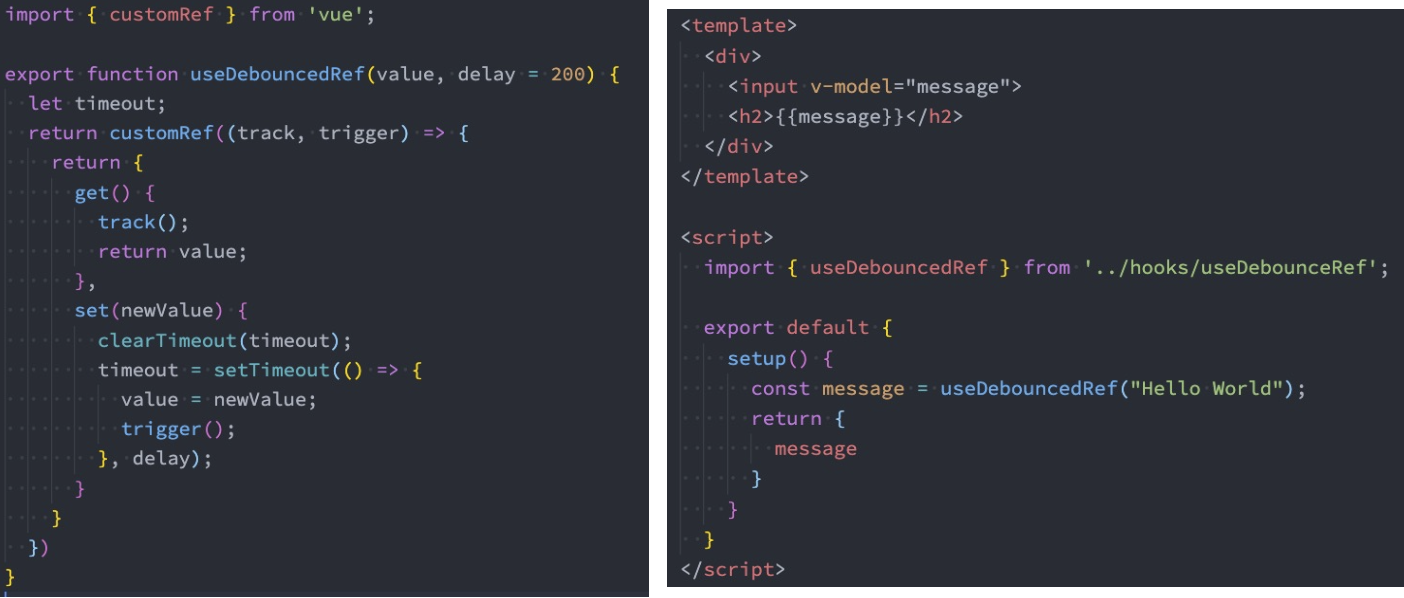 import { customRef } from 'vue';
export function useDebouncedRef(value, delay = 200) {
  let timeout;
  return customRef((track, trigger) => {
    return {
      get() {
        track();
        return value;
      },
      set(newValue) {
        clearTimeout(timeout);
        timeout = setTimeout(() => {
          value = newValue;
          trigger();
        }, delay);
      }
    }
  })
}
<template>
  <div>
    <input v-model="message">
    <h2>{{message}}</h2>
  </div>
</template>
<script>
  import { useDebouncedRef } from '../hooks/useDebounceRef';
  export default {
    setup() {
      const message = useDebouncedRef("Hello World");
      return {
        message
      }
    }
  }
</script>